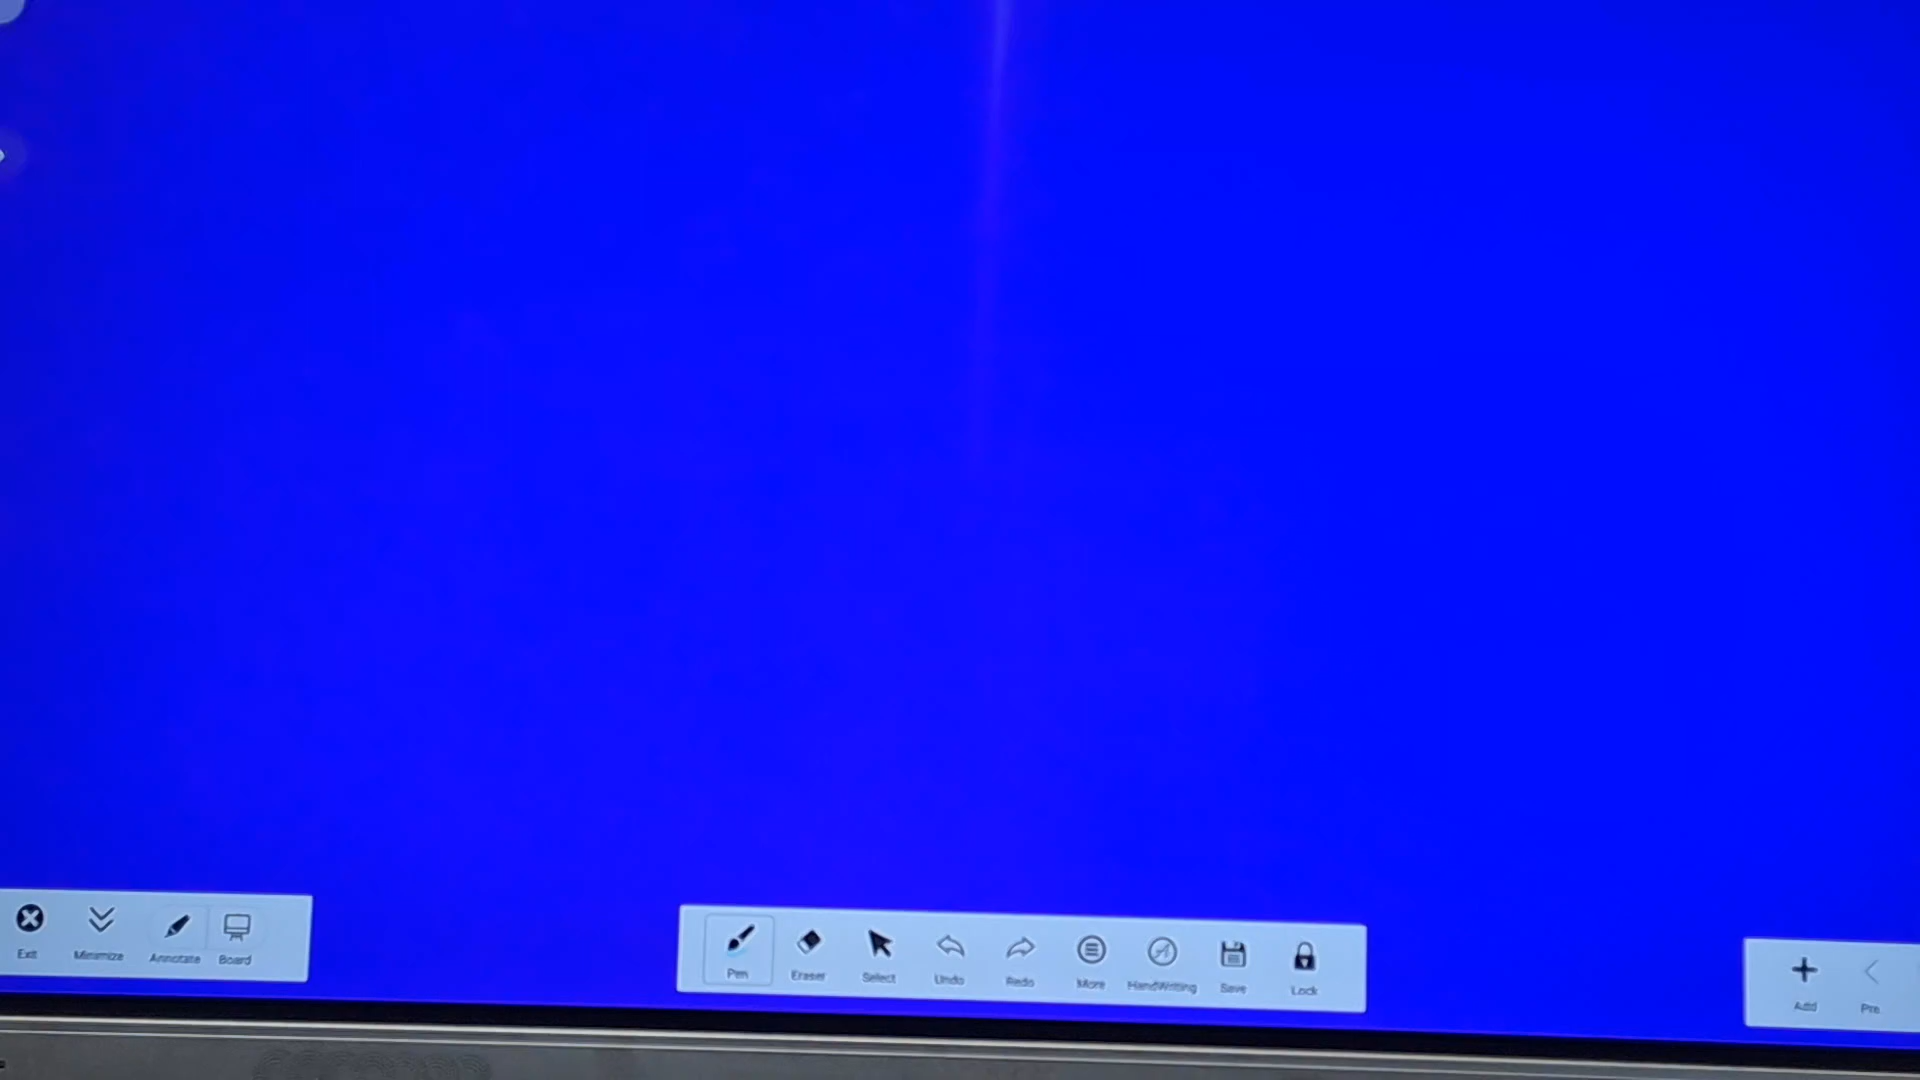 Exit Minimize Annotate Board
Pen Eraser Select Undo Redo More HandWriting Save Lock
Add Pre